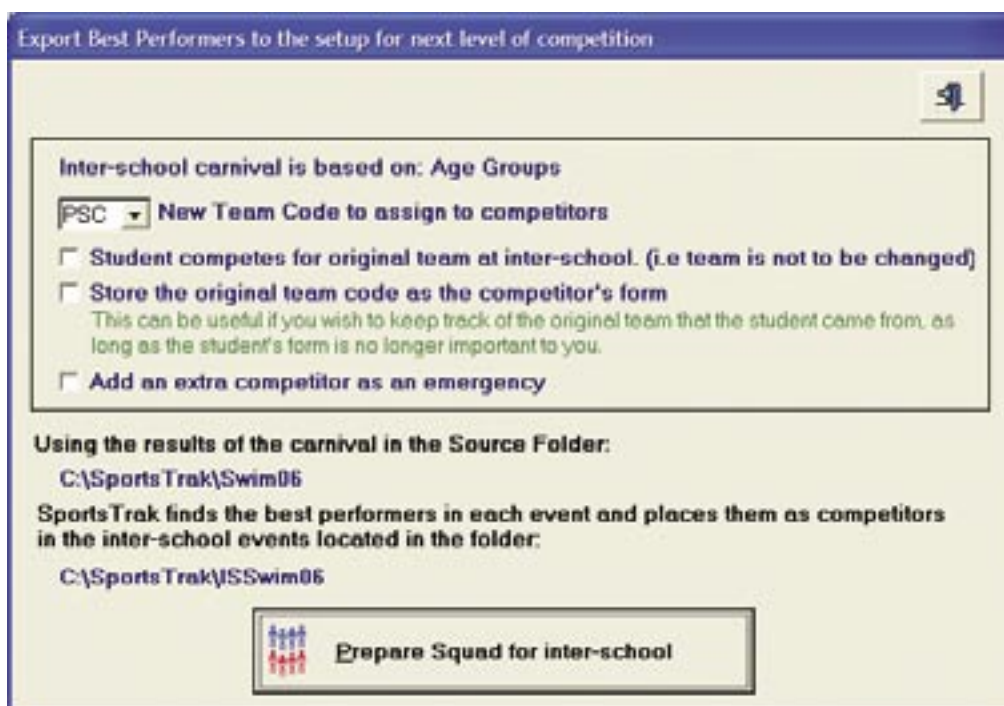 Export Best Performers to the setup for next level of competition
Inter-school carnival is based on: Age Groups
PSC New Team Code to assign to competitors
Student competes for original team at inter-school. (i.e team is not to be changed)
Store the original team code as the competitor's form
This can be useful if you wish to keep track of the original team that the student came from, as
long as the student's form is no longer important to you.
Add an extra competitor as an emergency
Using the results of the carnival in the Source Folder:
C:\SportsTrak\Swim06
SportsTrak finds the best performers in each event and places them as competitors
in the inter-school events located in the folder:
C:\SportsTrak\ISSwim06
Prepare Squad for inter-school